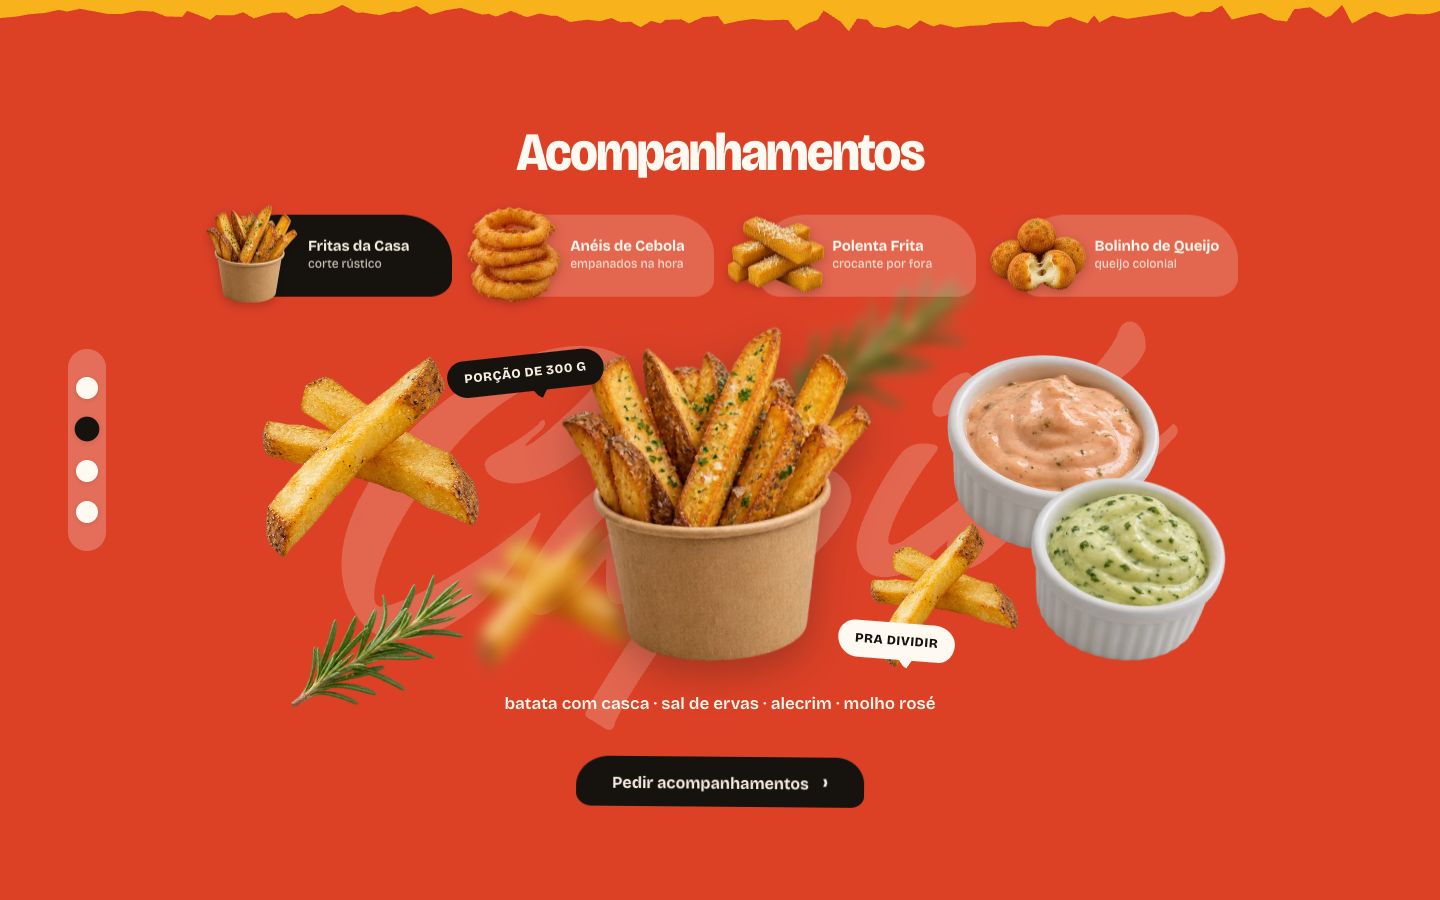 Acompanhamentos
Fritas da Casa
corte rústico
Anéis de Cebola
empanados na hora
Polenta Frita
crocante por fora
Bolinho de Queijo
queijo colonial
PORÇÃO DE 300 G
PRA DIVIDIR
batata com casca · sal de ervas · alecrim · molho rosé
Pedir acompanhamentos ›